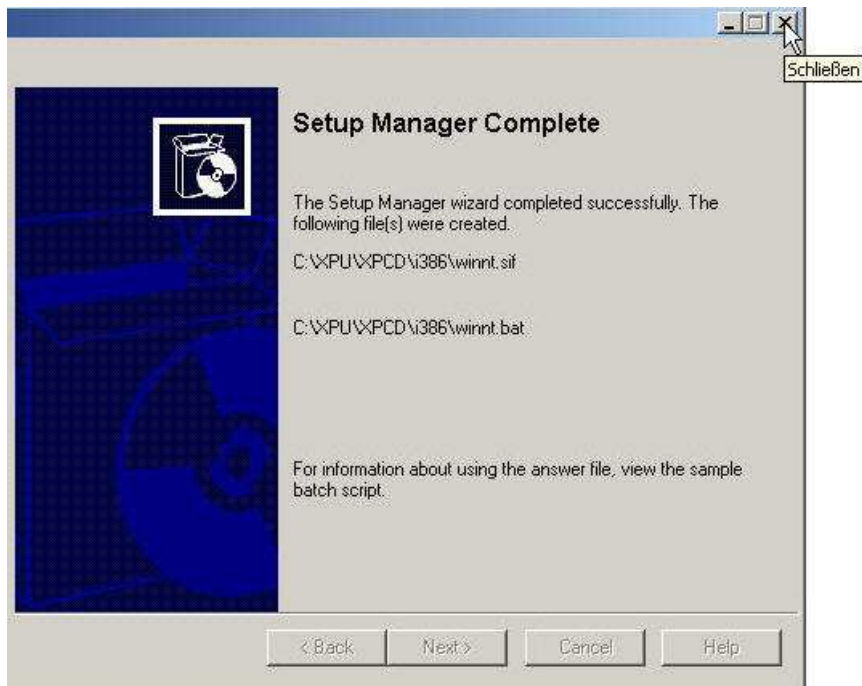 Schließen
Setup Manager Complete
The Setup Manager wizard completed successfully. The
following file(s) were created.
C:\XPU\XPCD\i386\winnt.sif
C:\XPU\XPCD\i386\winnt.bat
For information about using the answer file, view the sample
batch script.
< Back Next > Cancel Help